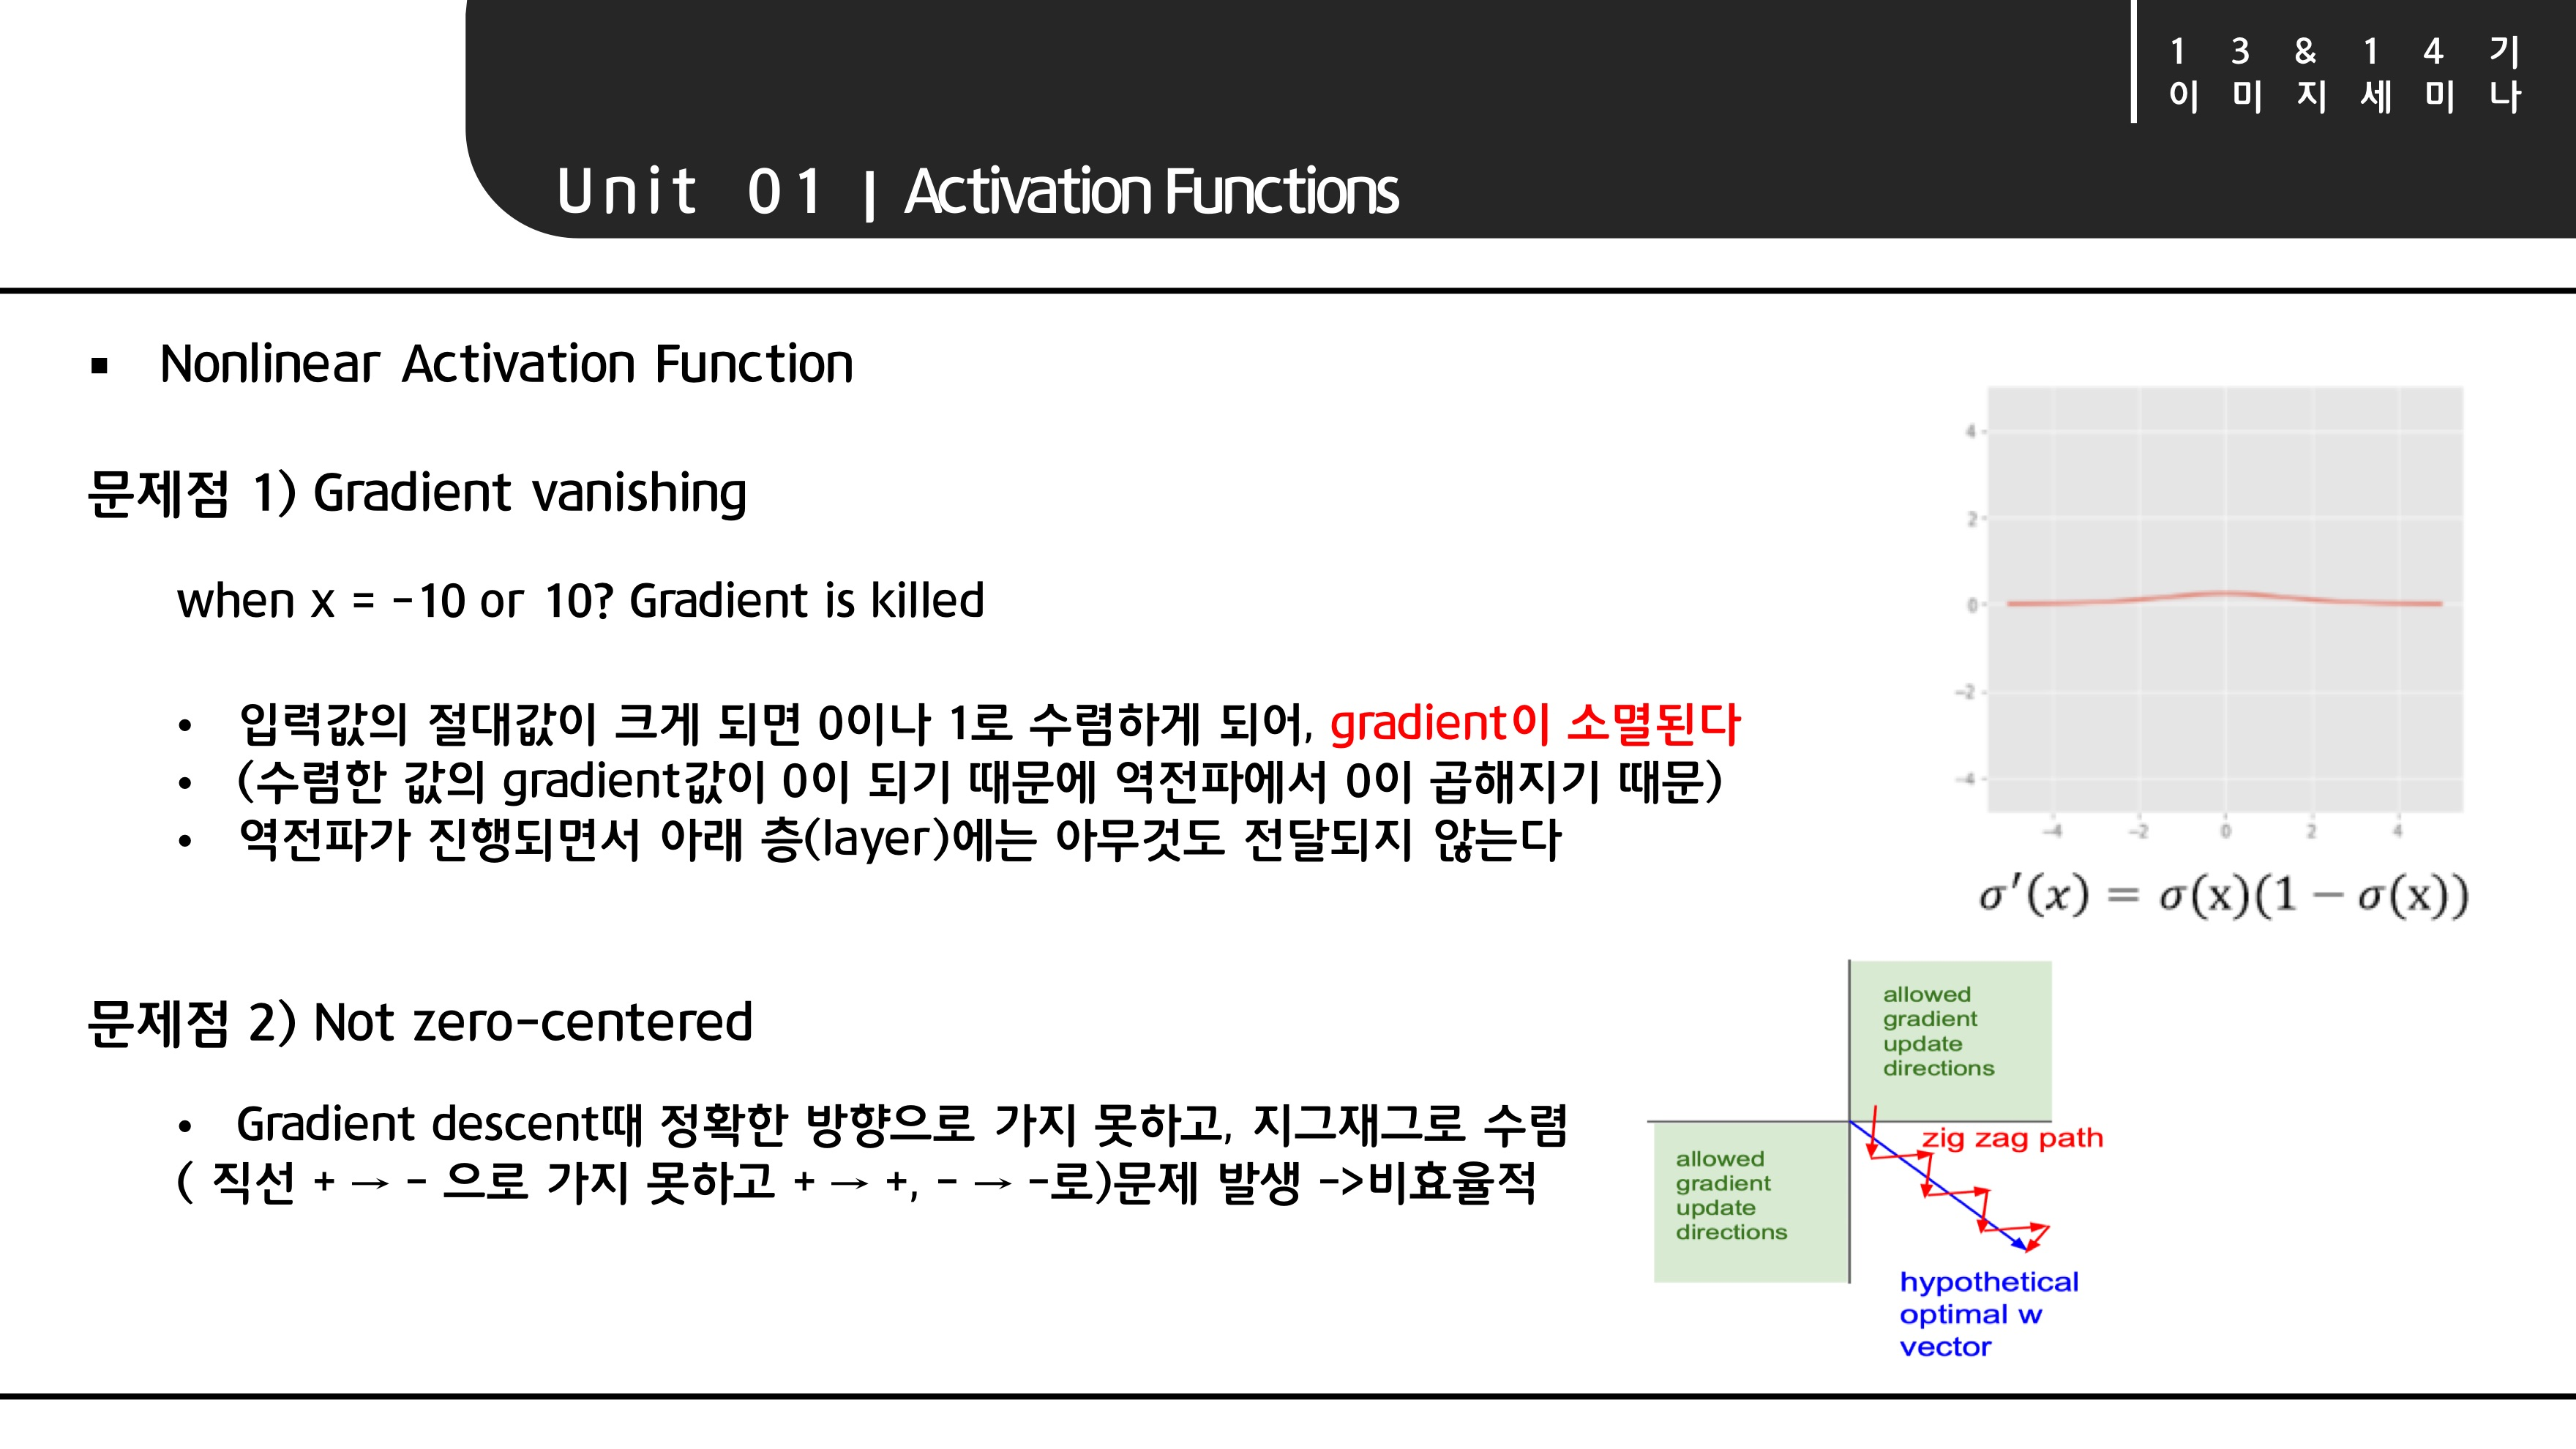 1 3 & 1 4 기
이 미 지 세 미 나
Unit 01 | Activation Functions
▪ Nonlinear Activation Function
문제점 1) Gradient vanishing
when x = -10 or 10? Gradient is killed
• 입력값의 절대값이 크게 되면 0이나 1로 수렴하게 되어, gradient이 소멸된다
• (수렴한 값의 gradient값이 0이 되기 때문에 역전파에서 0이 곱해지기 때문)
• 역전파가 진행되면서 아래 층(layer)에는 아무것도 전달되지 않는다
4
2
0
-2
-4
-4 -2 0 2 4
σ′(x) = σ(x)(1 − σ(x))
문제점 2) Not zero-centered
• Gradient descent때 정확한 방향으로 가지 못하고, 지그재그로 수렴
( 직선 + → - 으로 가지 못하고 + → +, - → -로)문제 발생 ->비효율적
allowed
gradient
update
directions
zig zag path
allowed
gradient
update
directions
hypothetical
optimal w
vector